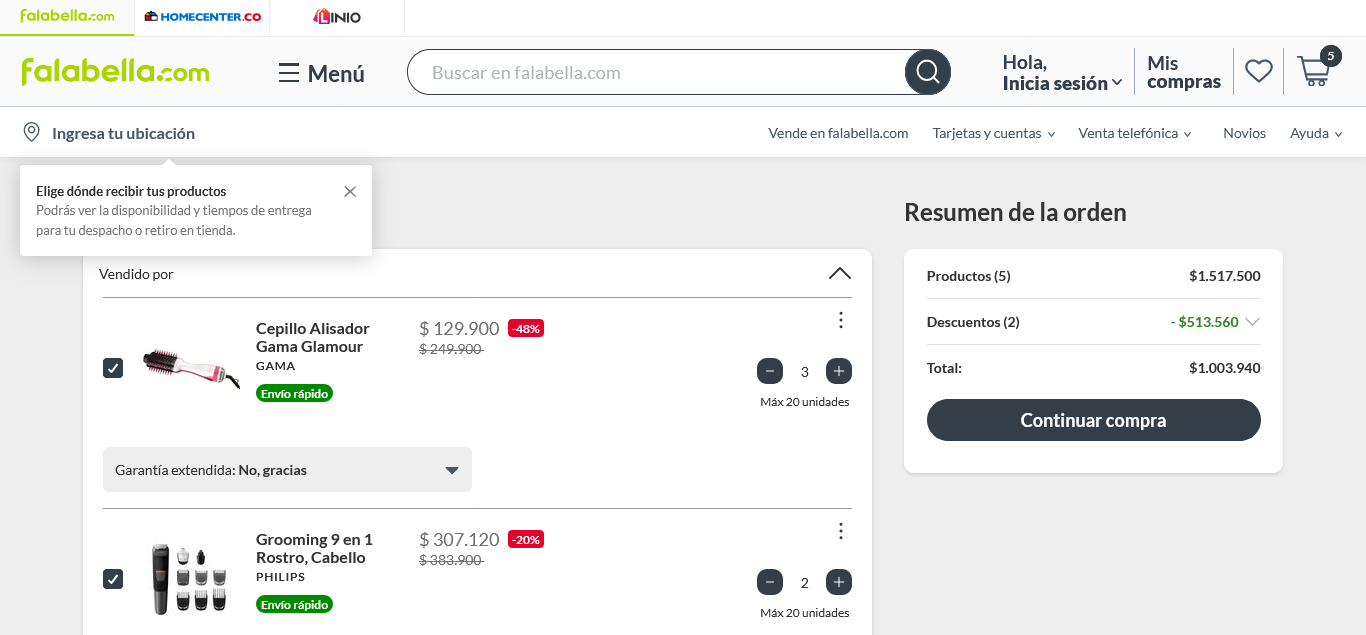 falabella.com
HOMECENTER.CO
LINIO
falabella.com
Menú
Buscar en falabella.com
Hola,
Inicia sesión
Mis
compras
5
Ingresa tu ubicación
Vende en falabella.com
Tarjetas y cuentas
Venta telefónica
Novios
Ayuda
Elige dónde recibir tus productos
Podrás ver la disponibilidad y tiempos de entrega
para tu despacho o retiro en tienda.
Vendido por
Cepillo Alisador
Gama Glamour
GAMA
Envío rápido
$ 129.900 -48%
$ 249.900
3
Máx 20 unidades
Garantía extendida: No, gracias
Grooming 9 en 1
Rostro, Cabello
PHILIPS
Envío rápido
$ 307.120 -20%
$ 383.900
2
Máx 20 unidades
Resumen de la orden
Productos (5) $1.517.500
Descuentos (2) - $513.560
Total: $1.003.940
Continuar compra